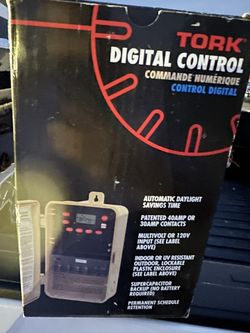 TORK
DIGITAL CONTROL
COMMANDE NUMÉRIQUE
CONTROL DIGITAL
AUTOMATIC DAYLIGHT
SAVINGS TIME
PATENTED 40AMP OR
30AMP CONTACTS
MULTIVOLT OR 120V
INPUT (SEE LABEL
ABOVE)
INDOOR OR UV RESISTANT
OUTDOOR, LOCKABLE
PLASTIC ENCLOSURE
(SEE LABEL ABOVE)
SUPERCAPACITOR
BACKUP (NO BATTERY
REQUIRED)
PERMANENT SCHEDULE
RETENTION